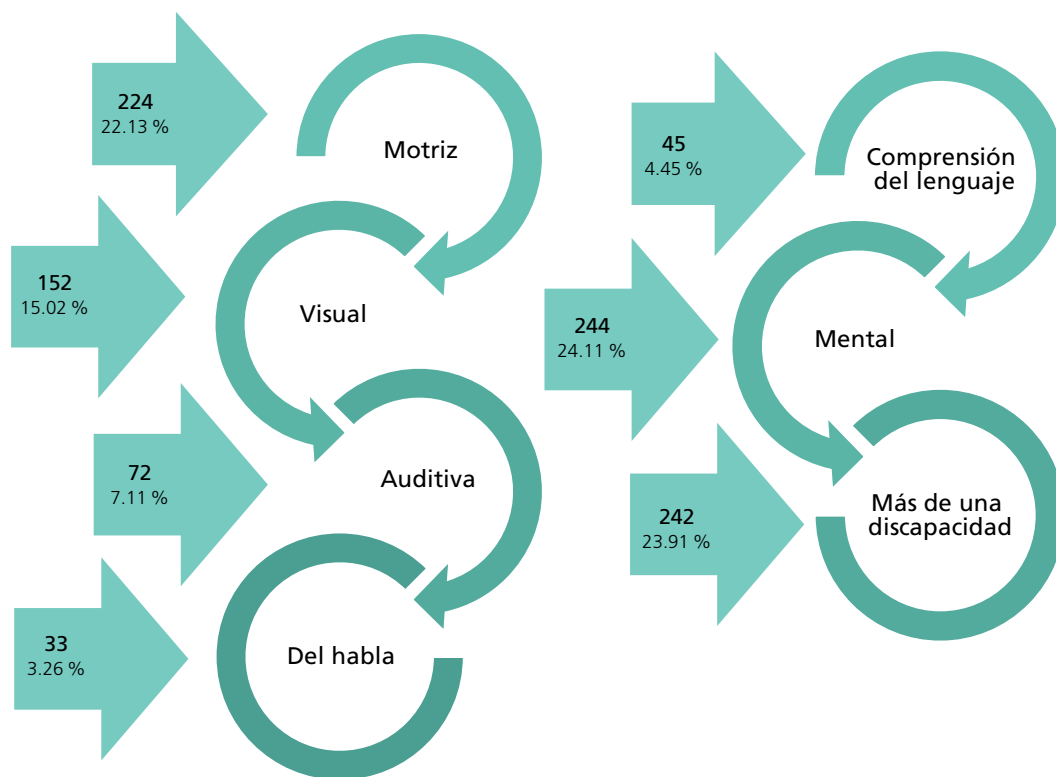 224
22.13 %
Motriz
152
15.02 %
Visual
72
7.11 %
Auditiva
33
3.26 %
Del habla
45
4.45 %
Comprensión
del lenguaje
244
24.11 %
Mental
242
23.91 %
Más de una
discapacidad